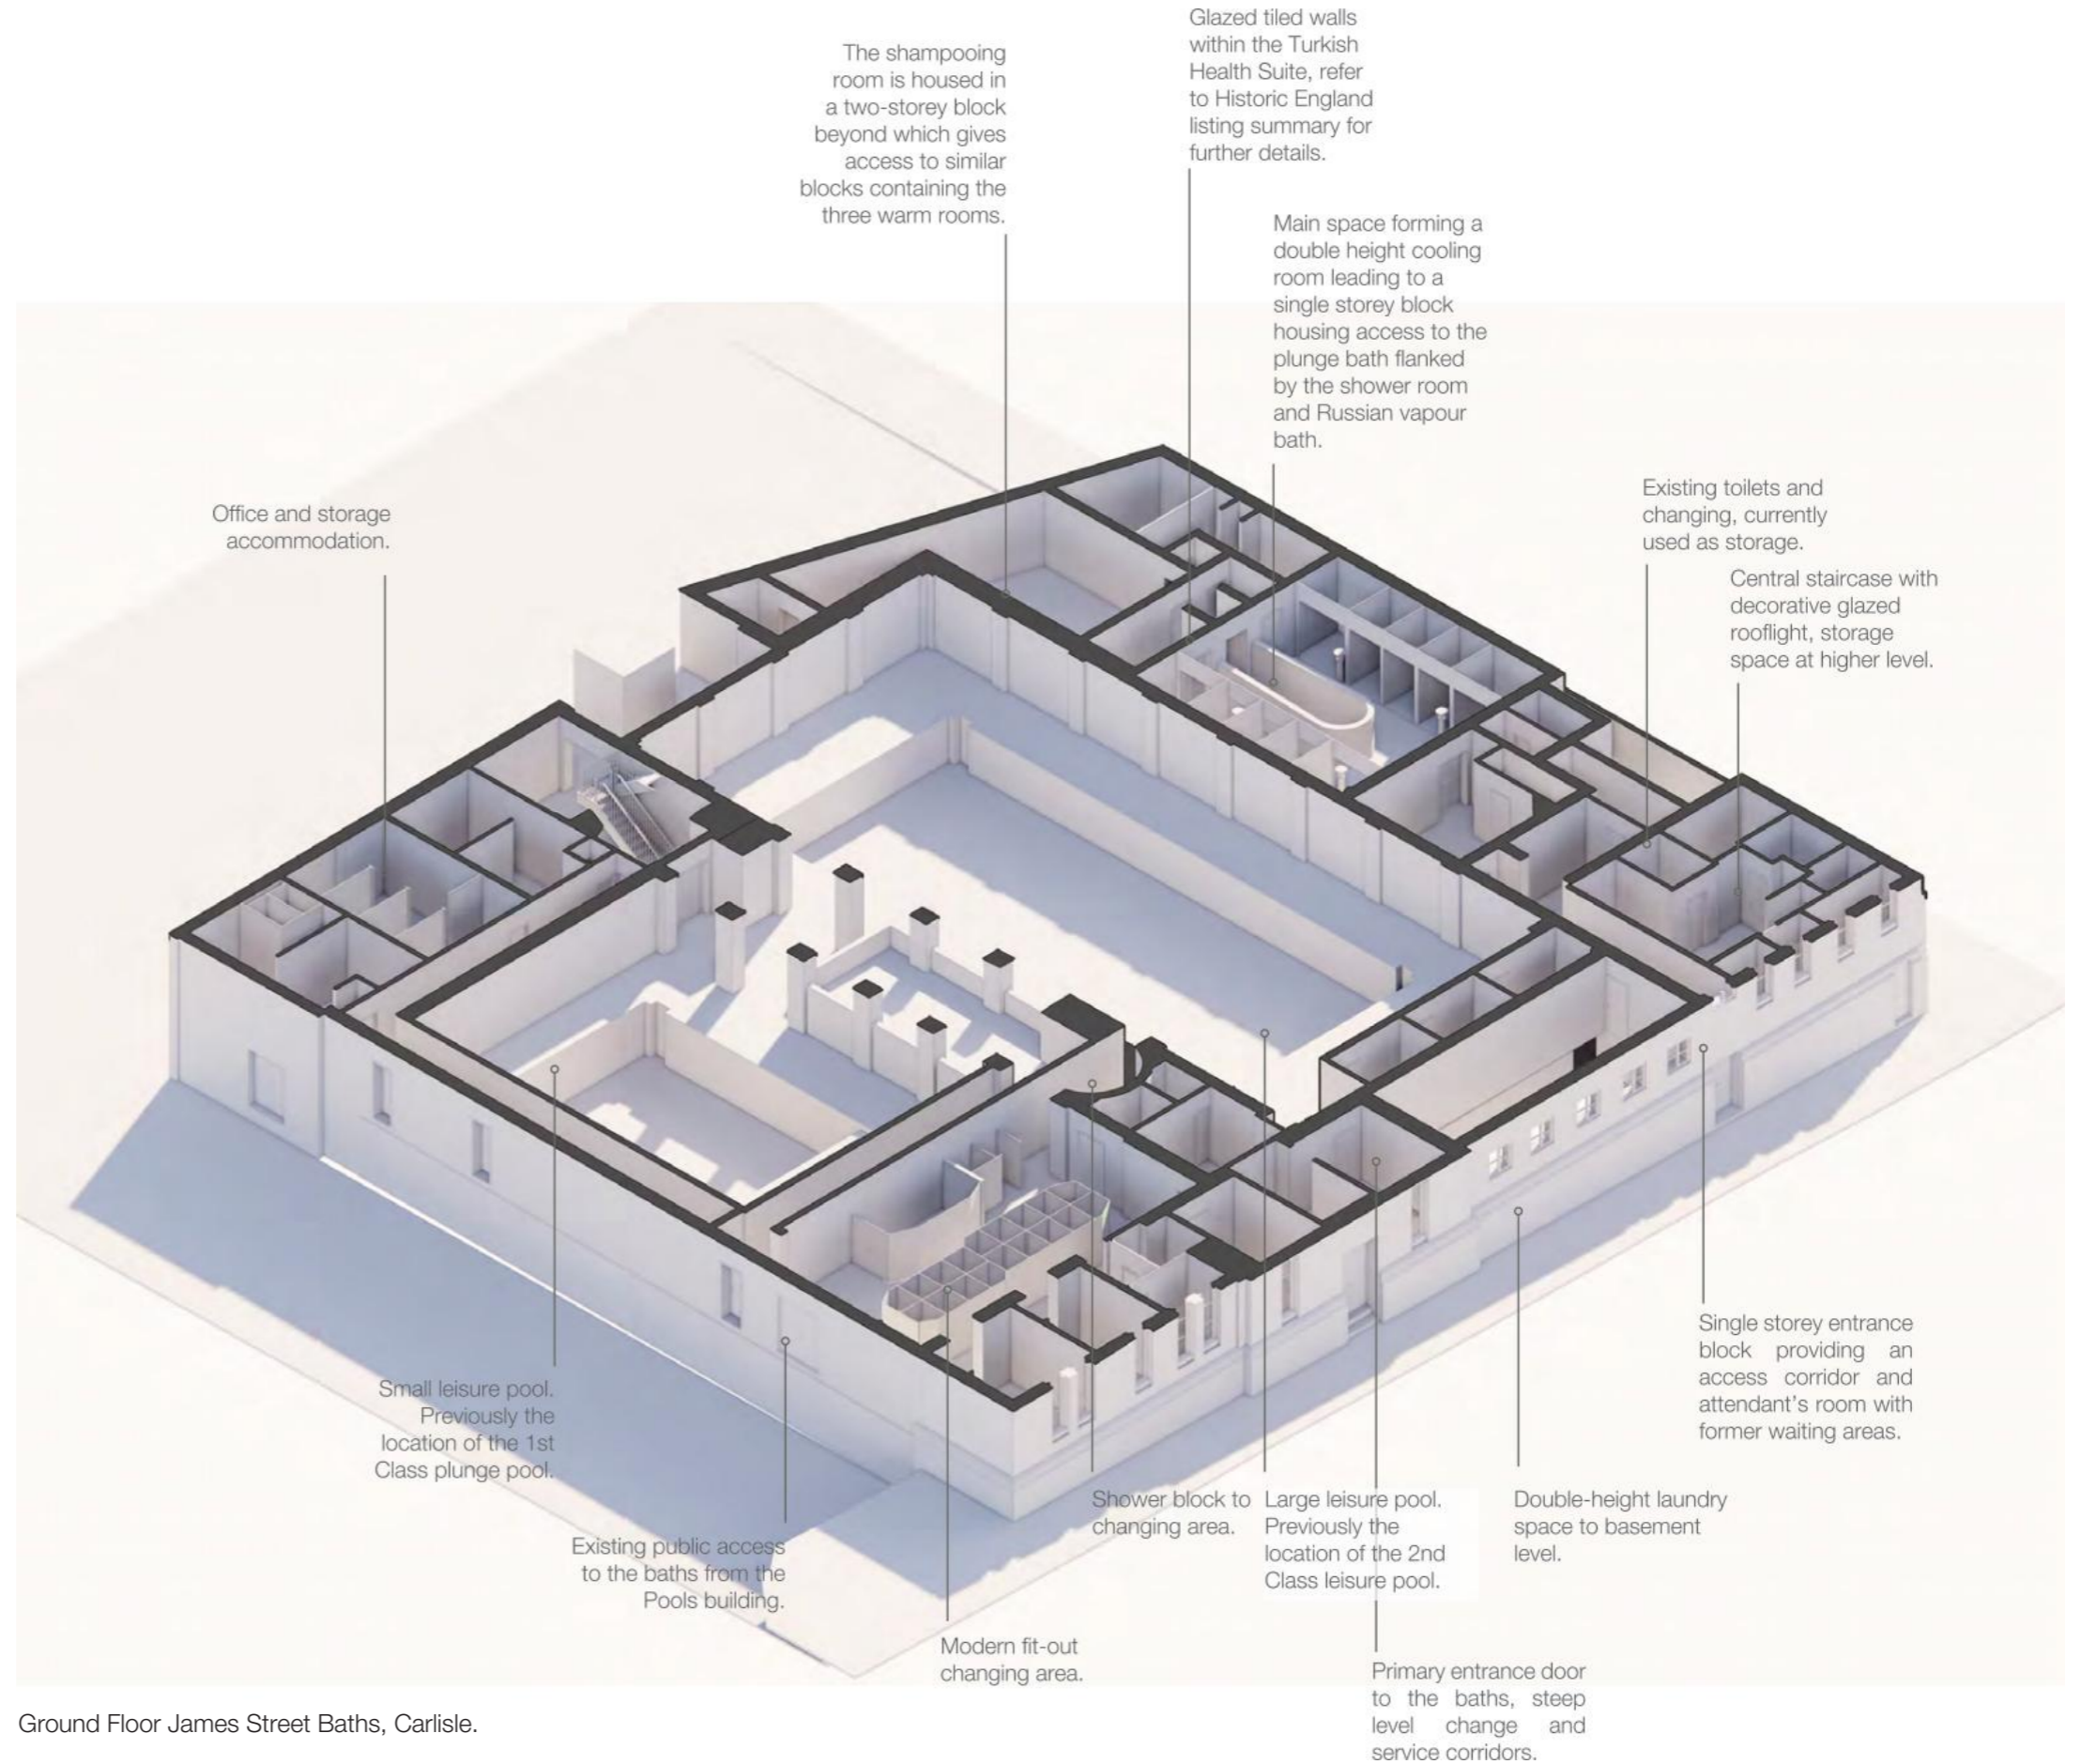 Glazed tiled walls
within the Turkish
Health Suite, refer
to Historic England
listing summary for
further details.
The shampooing
room is housed in
a two-storey block
beyond which gives
access to similar
blocks containing the
three warm rooms.
Main space forming a
double height cooling
room leading to a
single storey block
housing access to the
plunge bath flanked
by the shower room
and Russian vapour
bath.
Existing toilets and
changing, currently
used as storage.
Office and storage
accommodation.
Central staircase with
decorative glazed
rooflight, storage
space at higher level.
Single storey entrance
block providing an
access corridor and
attendant's room with
former waiting areas.
Small leisure pool.
Previously the
location of the 1st
Class plunge pool.
Shower block to
changing area.
Large leisure pool.
Previously the
location of the 2nd
Class leisure pool.
Double-height laundry
space to basement
level.
Existing public access
to the baths from the
Pools building.
Modern fit-out
changing area.
Primary entrance door
to the baths, steep
level change and
service corridors.
Ground Floor James Street Baths, Carlisle.